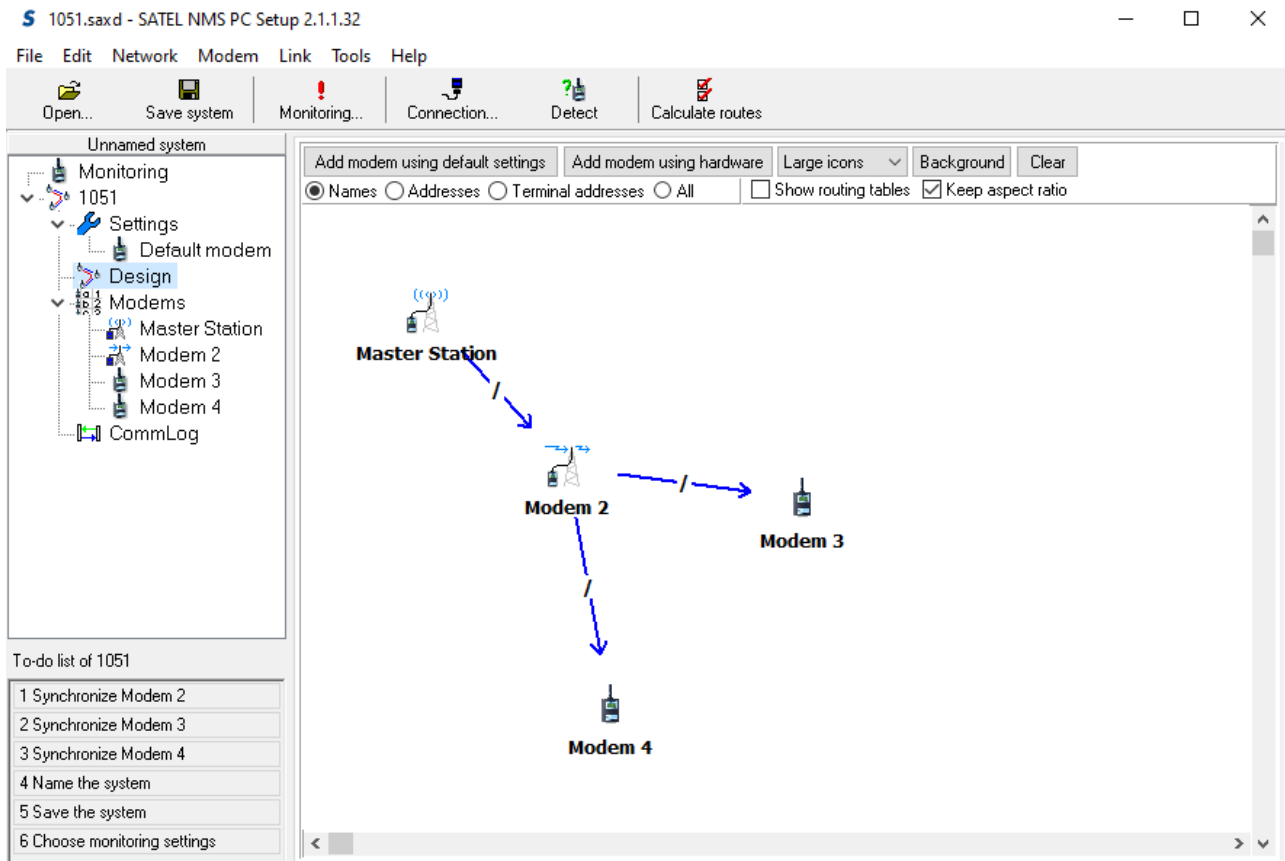 1051.saxd - SATEL NMS PC Setup 2.1.1.32
File Edit Network Modem Link Tools Help
Open... Save system Monitoring... Connection... Detect Calculate routes
Unnamed system
Monitoring
1051
Settings
Default modem
Design
Modems
Master Station
Modem 2
Modem 3
Modem 4
CommLog
To-do list of 1051
1 Synchronize Modem 2
2 Synchronize Modem 3
3 Synchronize Modem 4
4 Name the system
5 Save the system
6 Choose monitoring settings
Add modem using default settings Add modem using hardware Large icons Background Clear
Names Addresses Terminal addresses All Show routing tables Keep aspect ratio
Master Station
/
Modem 2
/
Modem 3
/
Modem 4